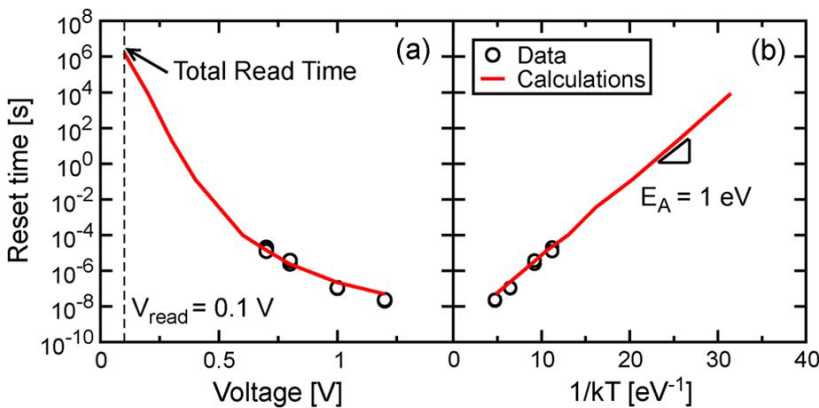 10^8
10^6
10^4
10^2
10^0
10^-2
10^-4
10^-6
10^-8
10^-10
Reset time [s]
(a)
Total Read Time
V_read = 0.1 V
0 0.5 1
Voltage [V]
Data
Calculations
(b)
E_A = 1 eV
0 10 20 30 40
1/kT [eV^-1]